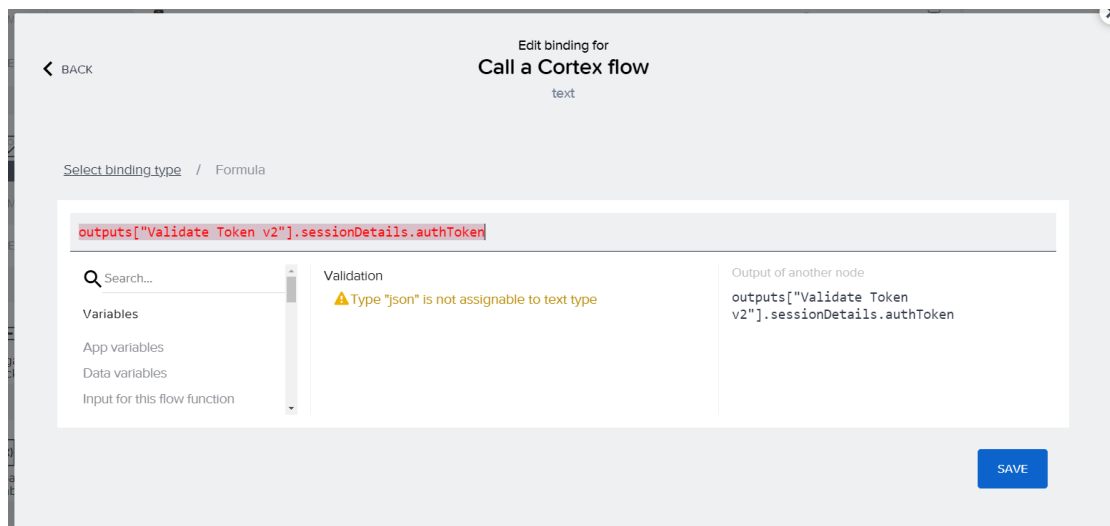 Edit binding for
BACK
Call a Cortex flow
text
Select binding type / Formula
outputs["Validate Token v2"].sessionDetails.authToken
Search...
Variables
App variables
Data variables
Input for this flow function
Validation
Type "json" is not assignable to text type
Output of another node
outputs["Validate Token
v2"].sessionDetails.authToken
SAVE